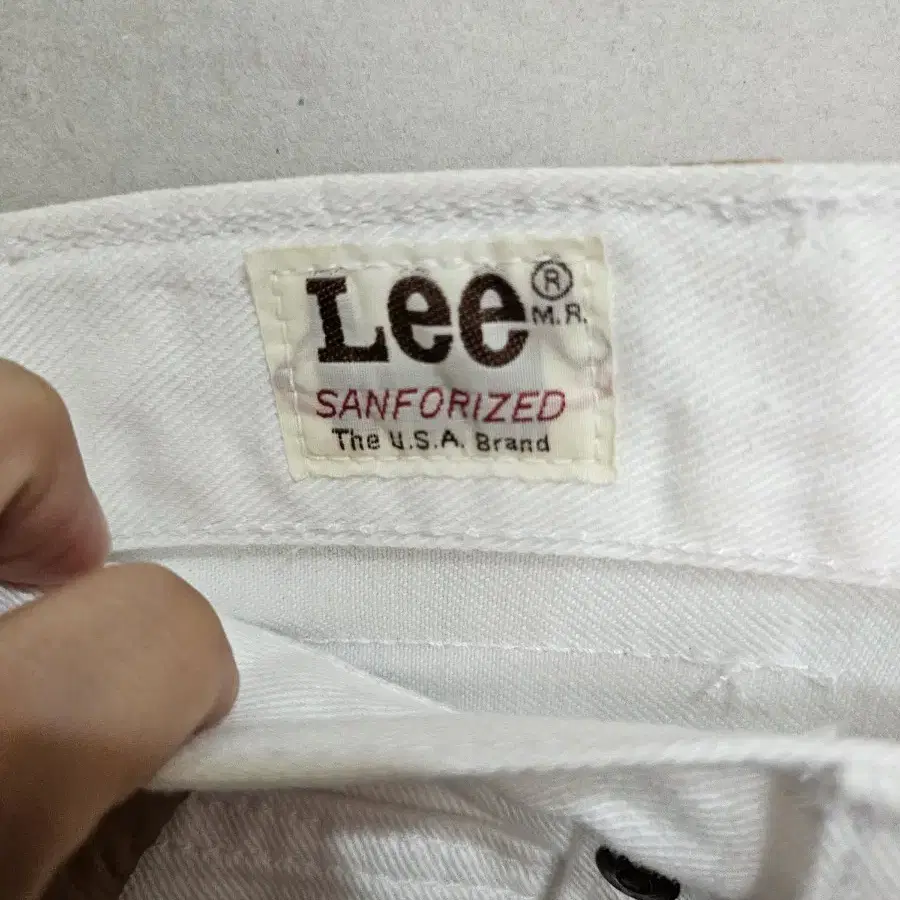 Lee®
M.R.
SANFORIZED
The U.S.A. Brand